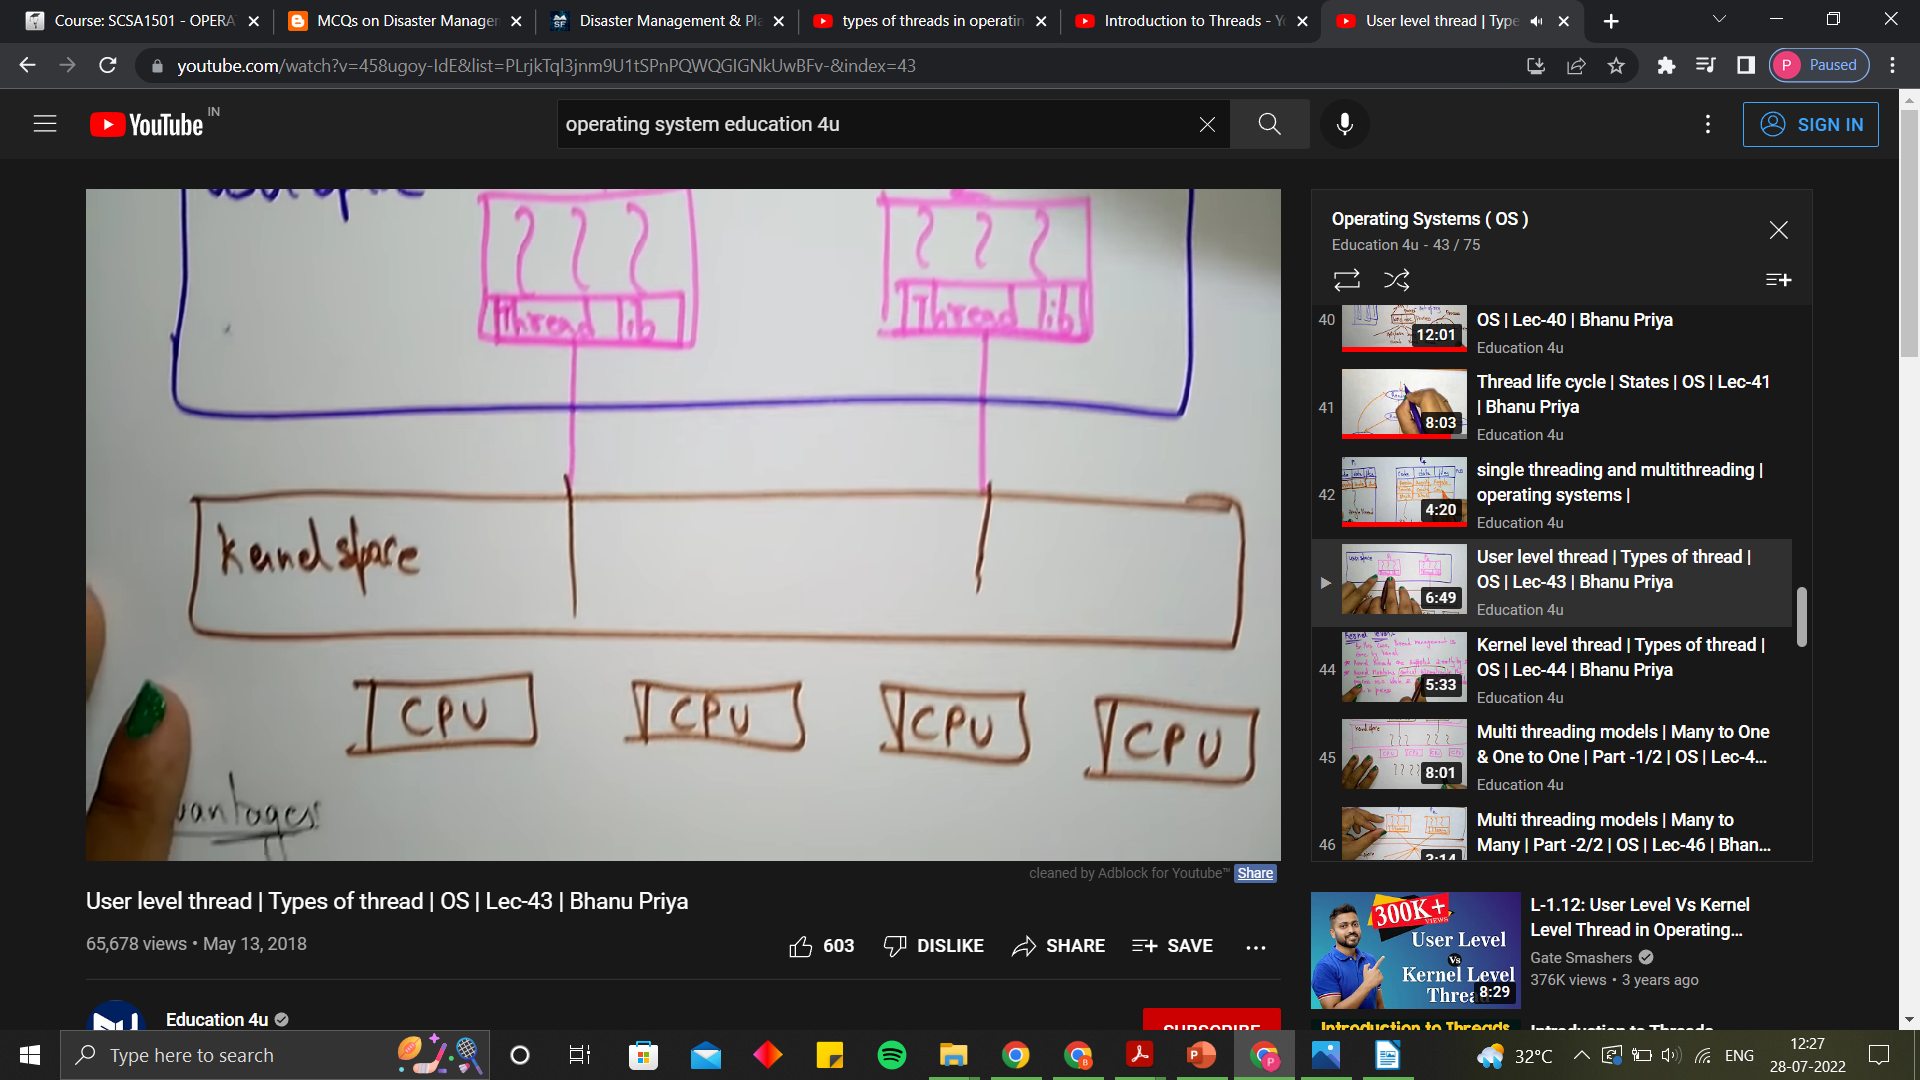 Course: SCSA1501 - OPERA
MCQs on Disaster Managem
Disaster Management & Pla
types of threads in operatin
Introduction to Threads - Yo
User level thread | Type
youtube.com/watch?v=458ugoy-IdE&list=PLrjkTql3jnm9U1tSPnPQWQGIGNkUwBFv-&index=43
P Paused
YouTube IN
operating system education 4u
SIGN IN
Thread lib
Thread lib
Kernel space
CPU CPU CPU CPU
vantages:
Operating Systems ( OS )
Education 4u - 43 / 75
40
12:01
OS | Lec-40 | Bhanu Priya
Education 4u
41
8:03
Thread life cycle | States | OS | Lec-41
| Bhanu Priya
Education 4u
42
4:20
single threading and multithreading |
operating systems |
Education 4u
6:49
User level thread | Types of thread |
OS | Lec-43 | Bhanu Priya
Education 4u
44
5:33
Kernel level thread | Types of thread |
OS | Lec-44 | Bhanu Priya
Education 4u
45
8:01
Multi threading models | Many to One
& One to One | Part -1/2 | OS | Lec-4...
Education 4u
46
3:14
Multi threading models | Many to
Many | Part -2/2 | OS | Lec-46 | Bhan...
cleaned by Adblock for Youtube™ Share
User level thread | Types of thread | OS | Lec-43 | Bhanu Priya
65,678 views • May 13, 2018
603 DISLIKE SHARE SAVE ...
Education 4u
SUBSCRIBE
300K+
VIEWS
User Level
Vs
Kernel Level
Thread
8:29
L-1.12: User Level Vs Kernel
Level Thread in Operating...
Gate Smashers
376K views • 3 years ago
Introduction to Threads
Introduction to Threads
Type here to search
32°C
ENG
12:27
28-07-2022